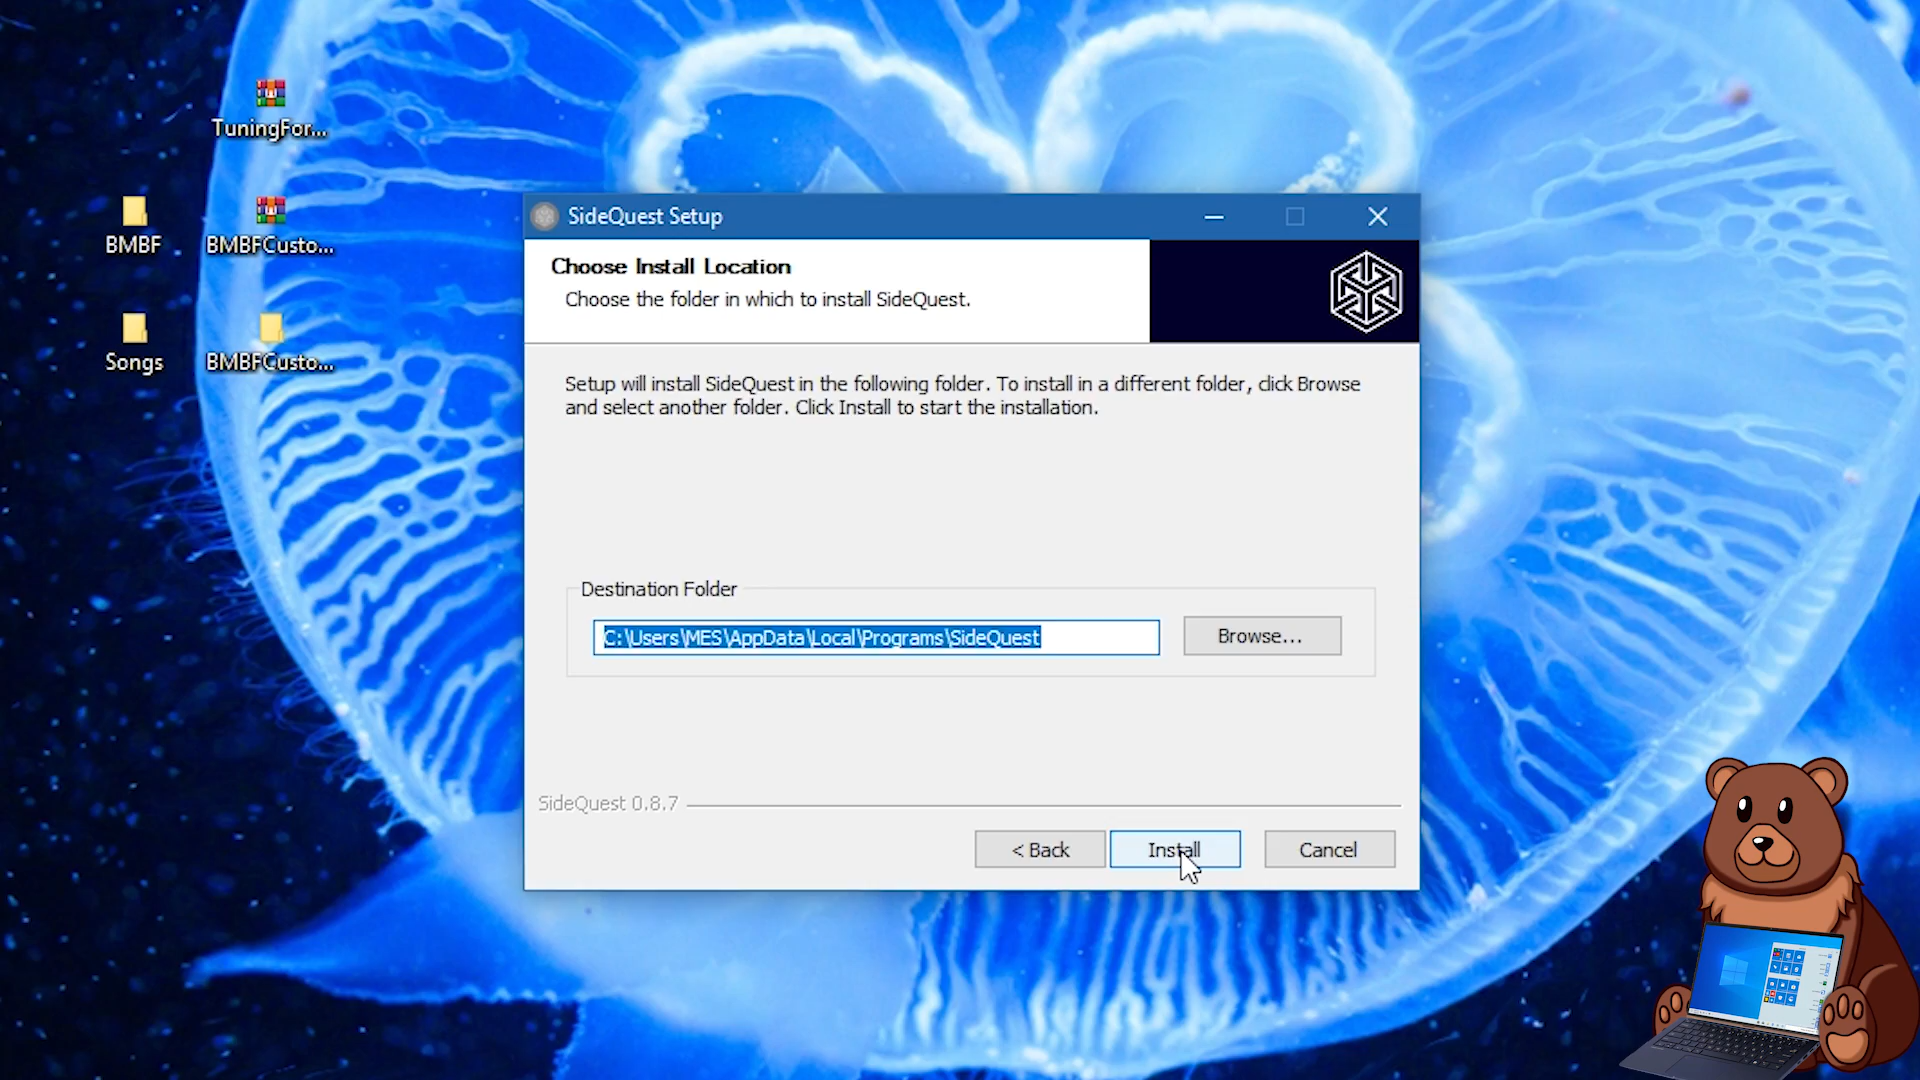 TuningFor...
BMBF
BMBFCusto...
Songs
BMBFCusto...
SideQuest Setup
Choose Install Location
Choose the folder in which to install SideQuest.
Setup will install SideQuest in the following folder. To install in a different folder, click Browse
and select another folder. Click Install to start the installation.
Destination Folder
C:\Users\MES\AppData\Local\Programs\SideQuest
Browse...
SideQuest 0.8.7
< Back
Install
Cancel